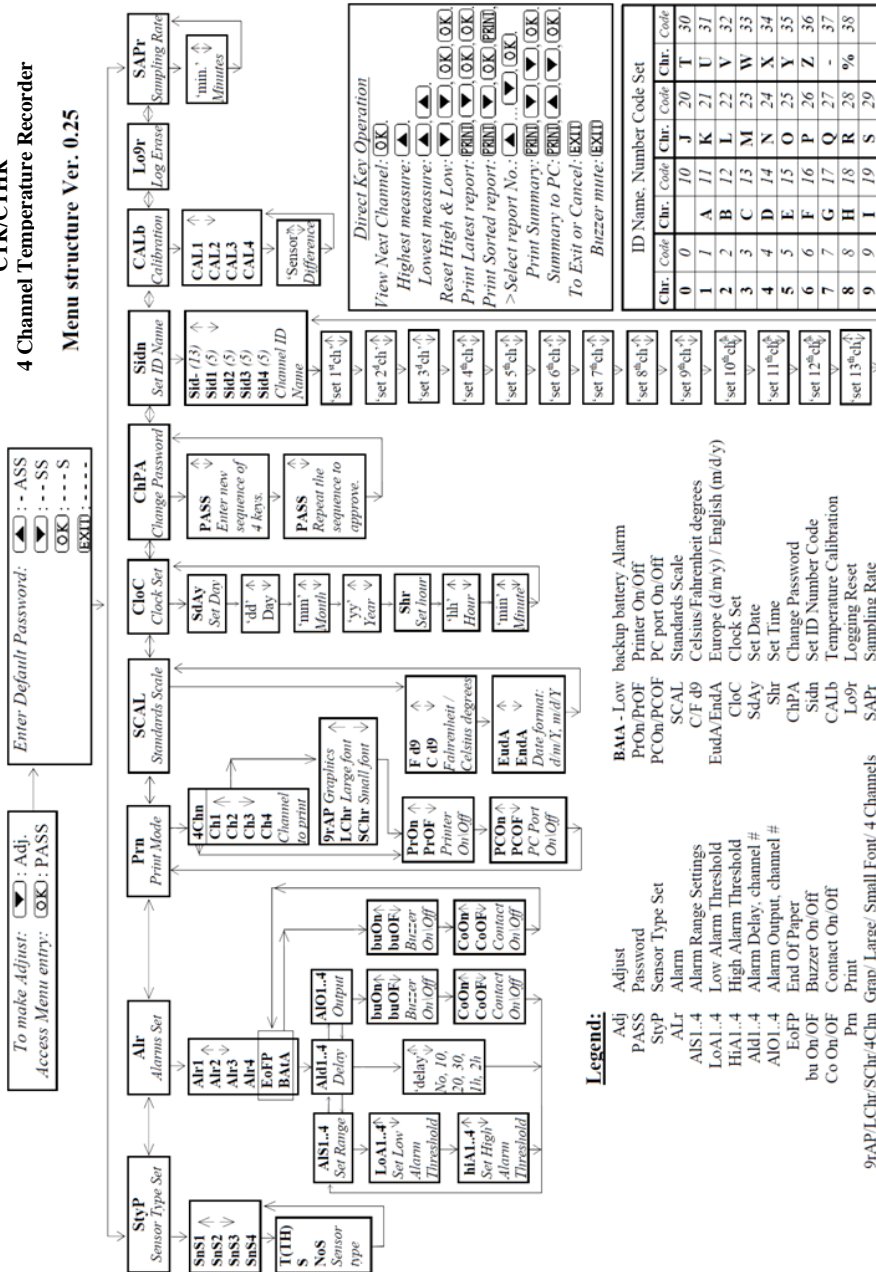 CTR/CTHR
4 Channel Temperature Recorder
Menu structure Ver. 0.25
To make Adjust: ▼ : Adj.
Access Menu entry: OK : PASS
Enter Default Password: ▲ : - ASS
▼ : - - SS
OK : - - - S
EXIT : - - - -
StyP
Sensor Type Set
SnS1
SnS2
SnS3
SnS4
T(TH)
S
NoS
Sensor
type
Alr
Alarms Set
Alr1
Alr2
Alr3
Alr4
EoFP
BAtA
AlS1..4
Set Range
LoA1..4
Set Low
Alarm
Threshold
hiA1..4
Set High
Alarm
Threshold
Ald1..4
Delay
'delay'
No, 10,
20, 30,
1h, 2h
AlO1..4
Output
buOn
buOF
Buzzer
On\Off
CoOn
CoOF
Contact
On\Off
buOn
buOF
Buzzer
On\Off
CoOn
CoOF
Contact
On\Off
Prn
Print Mode
4Chn
Ch1
Ch2
Ch3
Ch4
Channel
to print
9rAP Graphics
LChr Large font
SChr Small font
PrOn
PrOF
Printer
On\Off
PCOn
PCOF
PC Port
On\Off
SCAL
Standards Scale
F d9
C d9
Fahrenheit /
Celsius degrees
EudA
EndA
Date format:
d/m/Y, m/d/Y
CloC
Clock Set
SdAy
Set Day
'dd'
Day
'mm'
Month
'yy'
Year
Shr
Set hour
'hh'
Hour
'min'
Minute
ChPA
Change Password
PASS
Enter new
sequence of
4 keys.
PASS
Repeat the
sequence to
approve.
Sidn
Set ID Name
Sid- (13)
Sid1 (5)
Sid2 (5)
Sid3 (5)
Sid4 (5)
Channel ID
Name
'set 1st ch
'set 2d ch
'set 3d ch
'set 4th ch
'set 5th ch
'set 6th ch
'set 7th ch
'set 8th ch
'set 9th ch
'set 10th ch
'set 11th ch
'set 12th ch
'set 13th ch
CALb
Calibration
CAL1
CAL2
CAL3
CAL4
'Sensor'
Difference
Lo9r
Log Erase
SAPr
Sampling Rate
'min.'
Minutes
Direct Key Operation
View Next Channel: OK.
Highest measure: ▲.
Lowest measure: ▲, ▲.
Reset High & Low: ▼, ▼, OK, OK.
Print Latest report: PRINT, ▼, OK, OK.
Print Sorted report: PRINT, ▼, OK, PRINT,
>Select report No.: ▲...▼, OK.
Print Summary: PRINT, ▼, ▼, OK.
Summary to PC: PRINT, ▲, ▼, OK.
To Exit or Cancel: EXIT
Buzzer mute: EXIT
ID Name, Number Code Set
Chr. Code Chr. Code Chr. Code Chr. Code
0 0 10 J 20 T 30
1 1 A 11 K 21 U 31
2 2 B 12 L 22 V 32
3 3 C 13 M 23 W 33
4 4 D 14 N 24 X 34
5 5 E 15 O 25 Y 35
6 6 F 16 P 26 Z 36
7 7 G 17 Q 27 - 37
8 8 H 18 R 28 % 38
9 9 I 19 S 29
Legend:
Adj Adjust
PASS Password
StyP Sensor Type Set
ALr Alarm
AlS1..4 Alarm Range Settings
LoA1..4 Low Alarm Threshold
HiA1..4 High Alarm Threshold
Ald1..4 Alarm Delay, channel #
AlO1..4 Alarm Output, channel #
EoFP End Of Paper
bu On/OF Buzzer On/Off
Co On/OF Contact On/Off
Prn Print
9rAP/LChr/SChr/4Chn Grap/ Large/ Small Font/ 4 Channels
BAtA - Low backup battery Alarm
PrOn/PrOF Printer On/Off
PCOn/PCOF PC port On/Off
SCAL Standards Scale
C/F d9 Celsius/Fahrenheit degrees
EudA/EndA Europe (d/m/y) / English (m/d/y)
CloC Clock Set
SdAy Set Date
Shr Set Time
ChPA Change Password
Sidn Set ID Number Code
CALb Temperature Calibration
Lo9r Logging Reset
SAPr Sampling Rate